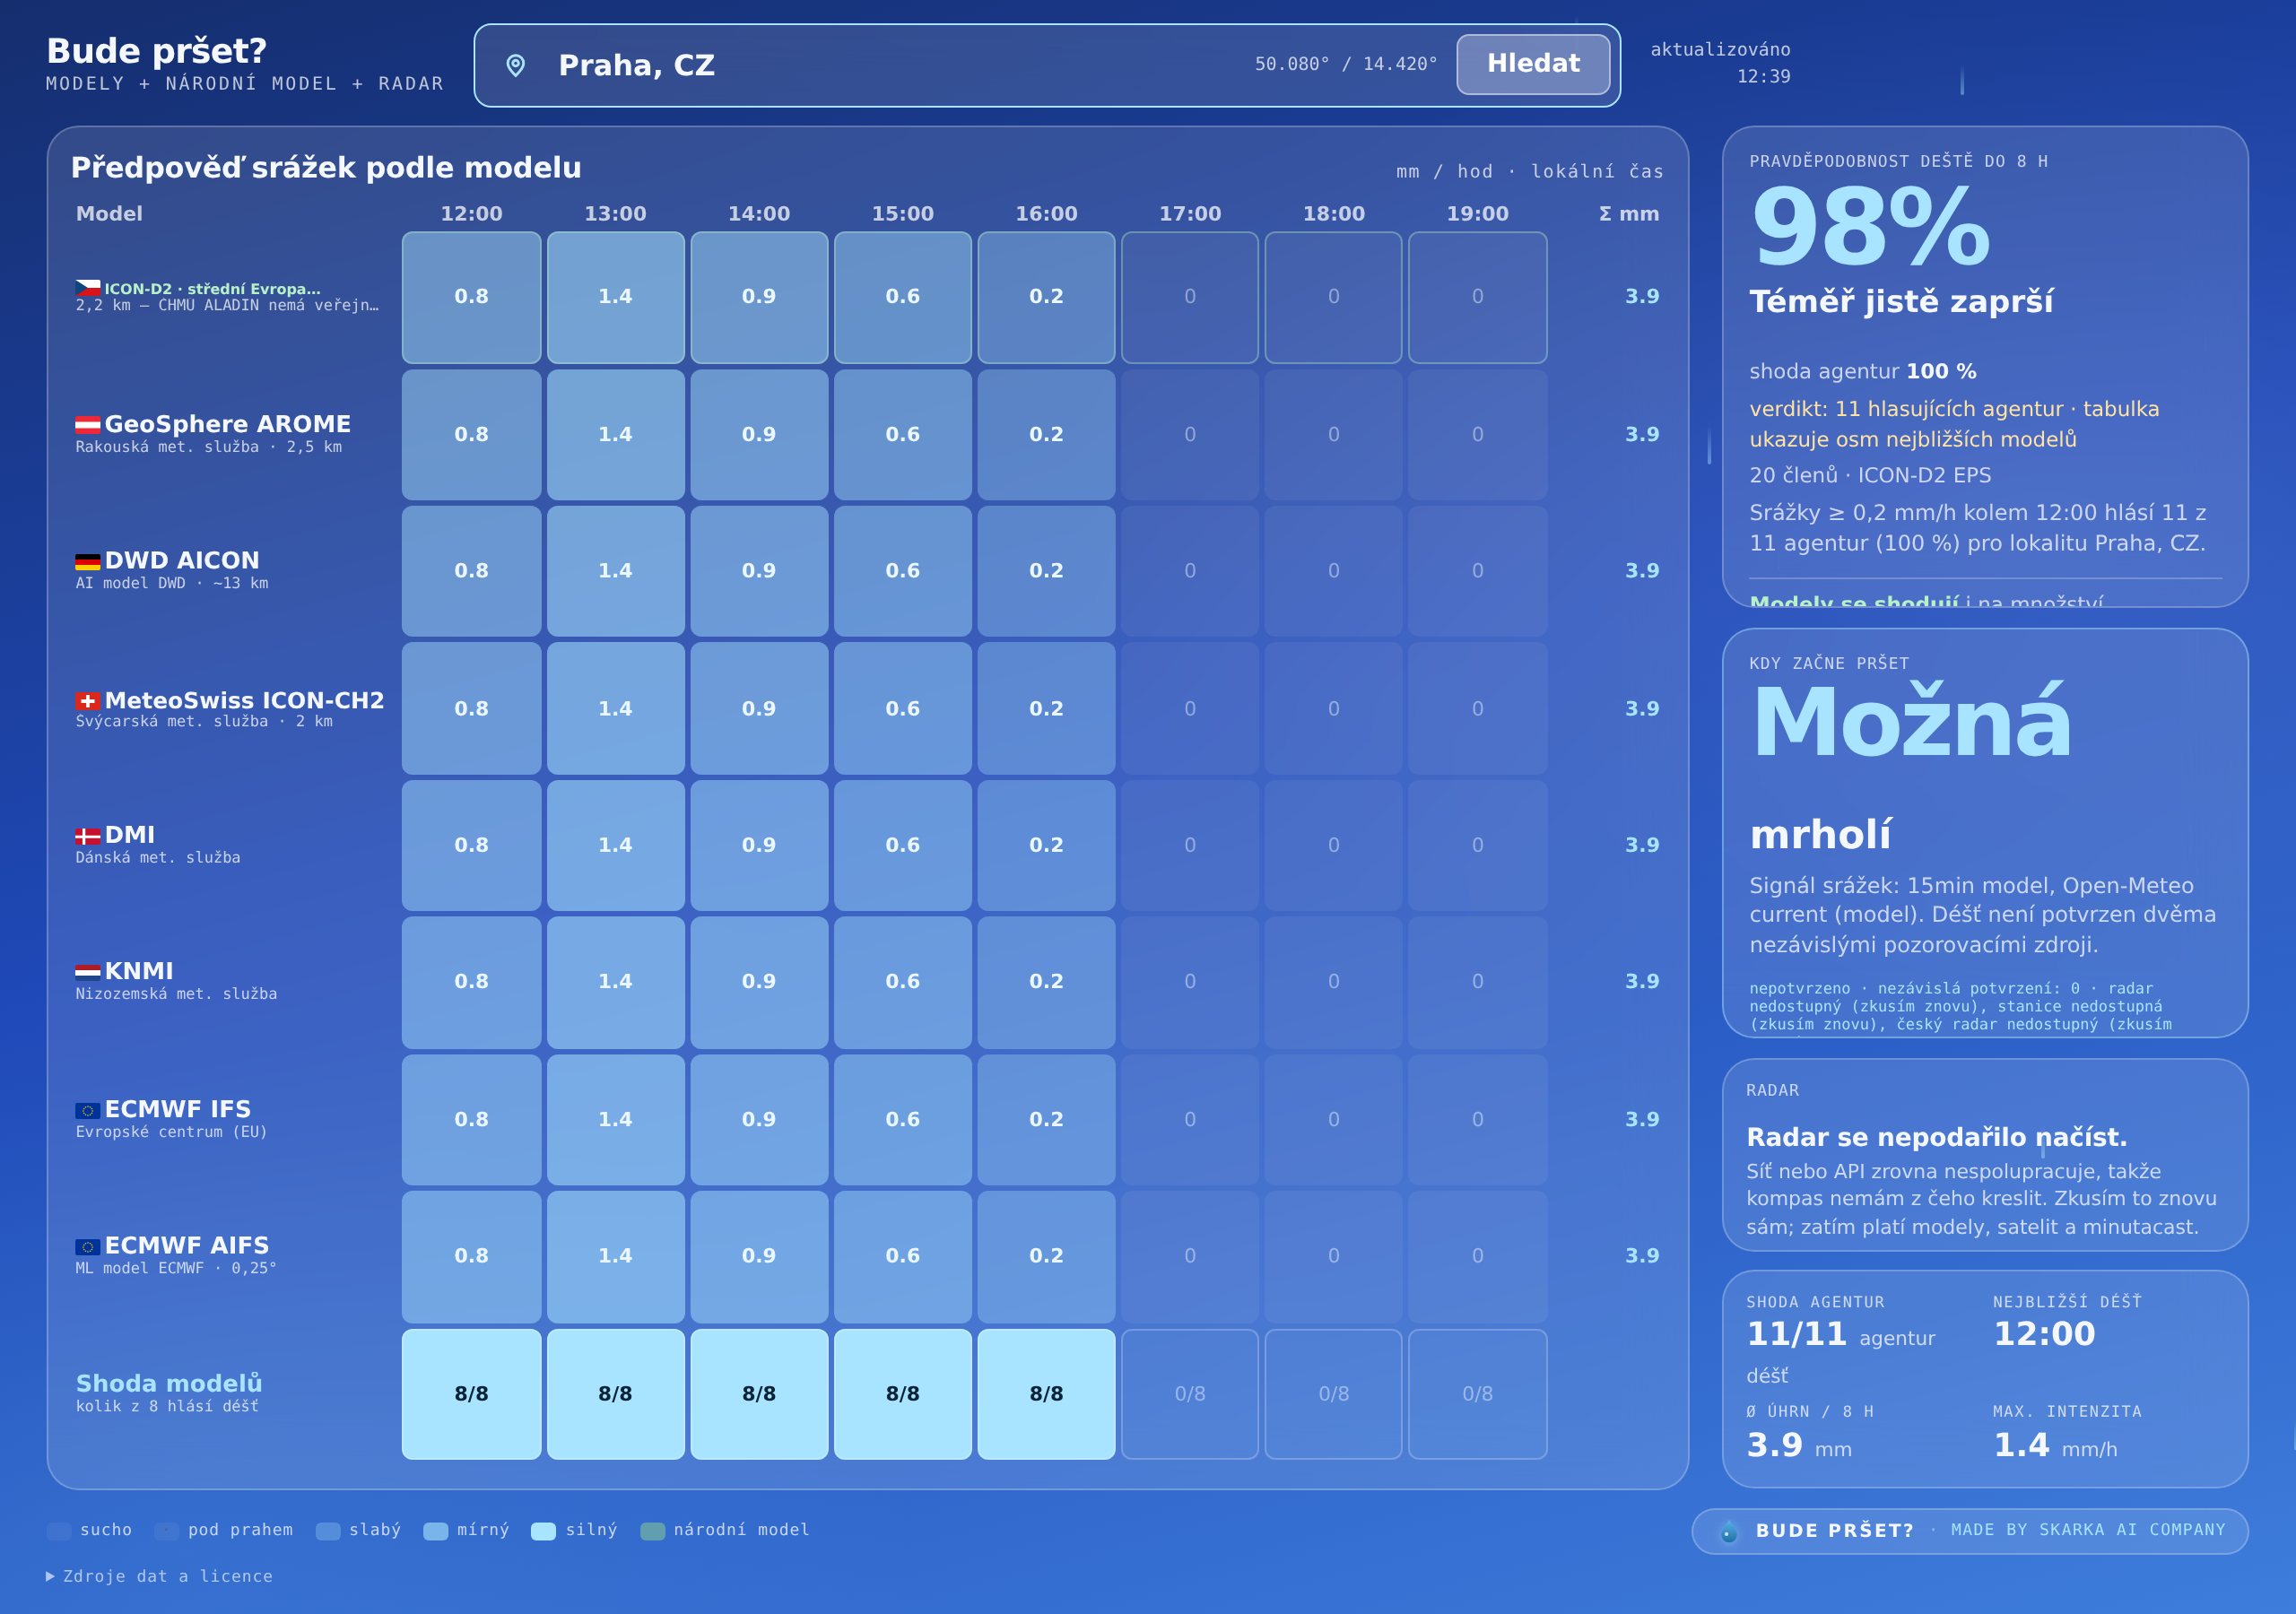 Bude pršet?
MODELY + NÁRODNÍ MODEL + RADAR
Praha, CZ
50.080° / 14.420°
Hledat
aktualizováno
12:39
Předpověď srážek podle modelu
mm / hod · lokální čas
Model 12:00 13:00 14:00 15:00 16:00 17:00 18:00 19:00 Σ mm
ICON-D2 · střední Evropa…
2,2 km — CHMU ALADIN nemá veřejn…
0.8 1.4 0.9 0.6 0.2 0 0 0 3.9
GeoSphere AROME
Rakouská met. služba · 2,5 km
0.8 1.4 0.9 0.6 0.2 0 0 0 3.9
DWD AICON
AI model DWD · ~13 km
0.8 1.4 0.9 0.6 0.2 0 0 0 3.9
MeteoSwiss ICON-CH2
Švýcarská met. služba · 2 km
0.8 1.4 0.9 0.6 0.2 0 0 0 3.9
DMI
Dánská met. služba
0.8 1.4 0.9 0.6 0.2 0 0 0 3.9
KNMI
Nizozemská met. služba
0.8 1.4 0.9 0.6 0.2 0 0 0 3.9
ECMWF IFS
Evropské centrum (EU)
0.8 1.4 0.9 0.6 0.2 0 0 0 3.9
ECMWF AIFS
ML model ECMWF · 0,25°
0.8 1.4 0.9 0.6 0.2 0 0 0 3.9
Shoda modelů
kolik z 8 hlásí déšť
8/8 8/8 8/8 8/8 8/8 0/8 0/8 0/8
PRAVDĚPODOBNOST DEŠTĚ DO 8 H
98%
Téměř jistě zaprší
shoda agentur 100 %
verdikt: 11 hlasujících agentur · tabulka
ukazuje osm nejbližších modelů
20 členů · ICON-D2 EPS
Srážky ≥ 0,2 mm/h kolem 12:00 hlásí 11 z
11 agentur (100 %) pro lokalitu Praha, CZ.
Modely se shodují i na množství
KDY ZAČNE PRŠET
Možná
mrholí
Signál srážek: 15min model, Open-Meteo
current (model). Déšť není potvrzen dvěma
nezávislými pozorovacími zdroji.
nepotvrzeno · nezávislá potvrzení: 0 · radar
nedostupný (zkusím znovu), stanice nedostupná
(zkusím znovu), český radar nedostupný (zkusím
RADAR
Radar se nepodařilo načíst.
Síť nebo API zrovna nespolupracuje, takže
kompas nemám z čeho kreslit. Zkusím to znovu
sám; zatím platí modely, satelit a minutacast.
SHODA AGENTUR
11/11 agentur
déšť
NEJBLIŽŠÍ DÉŠŤ
12:00
Ø ÚHRN / 8 H
3.9 mm
MAX. INTENZITA
1.4 mm/h
sucho pod prahem slabý mírný silný národní model
BUDE PRŠET? · MADE BY SKARKA AI COMPANY
▶ Zdroje dat a licence